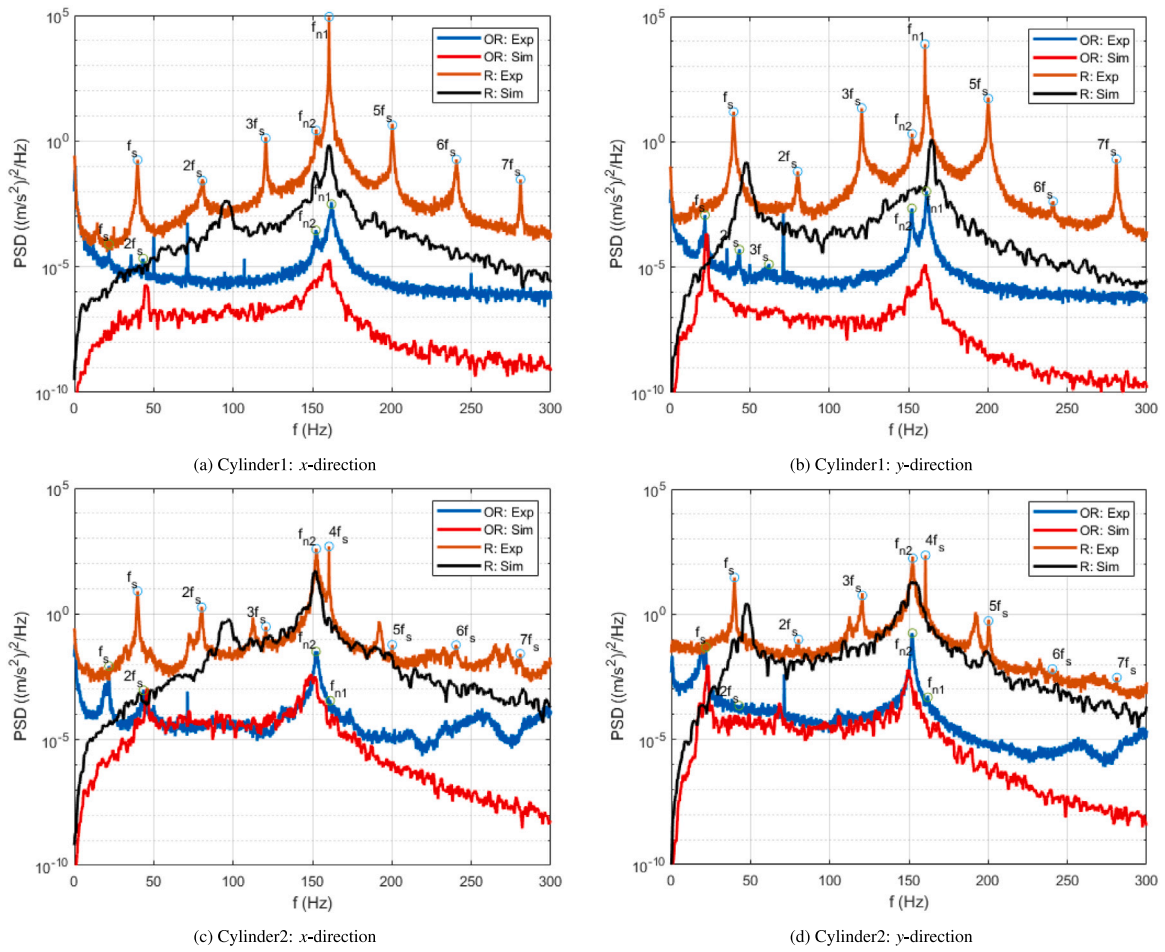 10^5
10^0
10^-5
10^-10
PSD ((m/s^2)/^2/Hz)
OR: Exp
OR: Sim
R: Exp
R: Sim
f_s
2f_s
3f_s
f_n2
f_n1
5f_s
6f_s
7f_s
f_s
2f_s
f_n2
f_n1
0 50 100 150 200 250 300
f (Hz)
(a) Cylinder1: x-direction
10^5
10^0
10^-5
10^-10
PSD ((m/s^2)/^2/Hz)
OR: Exp
OR: Sim
R: Exp
R: Sim
f_s
2f_s
3f_s
f_n2
f_n1
5f_s
6f_s
7f_s
f_s
2f_s
3f_s
f_n2
f_n1
0 50 100 150 200 250 300
f (Hz)
(b) Cylinder1: y-direction
10^5
10^0
10^-5
10^-10
PSD ((m/s^2)/^2/Hz)
OR: Exp
OR: Sim
R: Exp
R: Sim
f_s
2f_s
3f_s
f_n2
4f_s
5f_s
6f_s
7f_s
f_s
2f_s
f_n2
f_n1
0 50 100 150 200 250 300
f (Hz)
(c) Cylinder2: x-direction
10^5
10^0
10^-5
10^-10
PSD ((m/s^2)/^2/Hz)
OR: Exp
OR: Sim
R: Exp
R: Sim
f_s
2f_s
3f_s
f_n2
4f_s
5f_s
6f_s
7f_s
f_s
2f_s
f_n2
f_n1
0 50 100 150 200 250 300
f (Hz)
(d) Cylinder2: y-direction